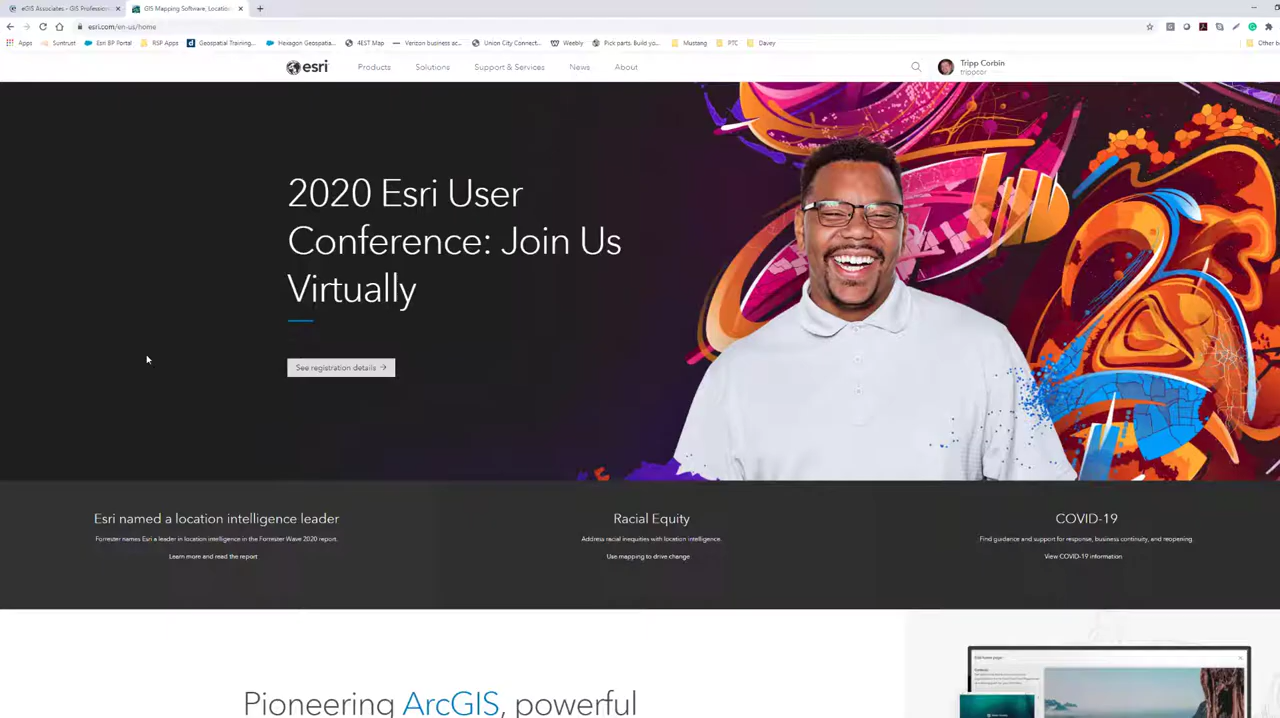 eGIS Associates - GIS Profession
GIS Mapping Software, Location
esri.com/en-us/home
Apps
Suntrust
Esri BP Portal
RSP Apps
Geospatial Training...
Hexagon Geospatia...
4EST Map
Verizon business ac...
Union City Connect...
Weebly
Pick parts. Build yo...
Mustang
PTC
Davey
Other b
esri
Products
Solutions
Support & Services
News
About
Tripp Corbin
trippcor
2020 Esri User
Conference: Join Us
Virtually
See registration details →
Esri named a location intelligence leader
Forrester names Esri a leader in location intelligence in the Forrester Wave 2020 report.
Learn more and read the report
Racial Equity
Address racial inequities with location intelligence.
Use mapping to drive change
COVID-19
Find guidance and support for response, business continuity, and reopening.
View COVID-19 information
Pioneering ArcGIS, powerful